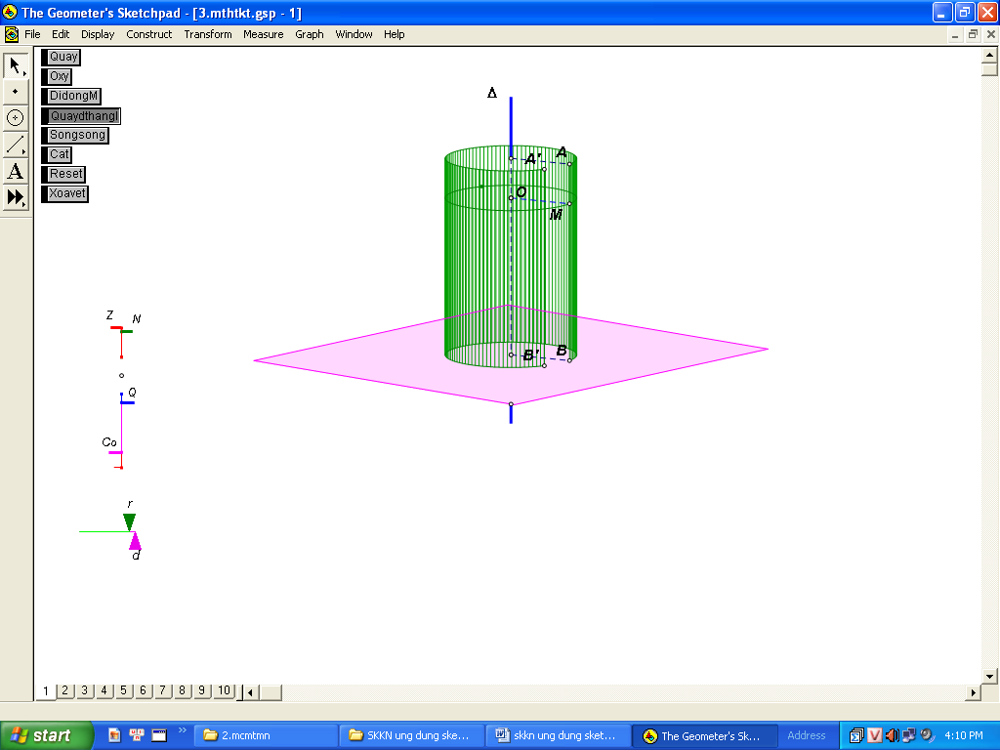 The Geometer's Sketchpad - [3.mthtkt.gsp - 1]
File Edit Display Construct Transform Measure Graph Window Help
Quay
Oxy
DidongM
Quaydthangl
Songsong
Cat
Reset
Xoavet
A
Δ
A' A
O
M
B' B
Z N
Q
Co
r
d
1 2 3 4 5 6 7 8 9 10
start
2.mcmtmn
SKKN ung dung ske...
skkn ung dung sket...
The Geometer's Sk...
Address
V
4:10 PM